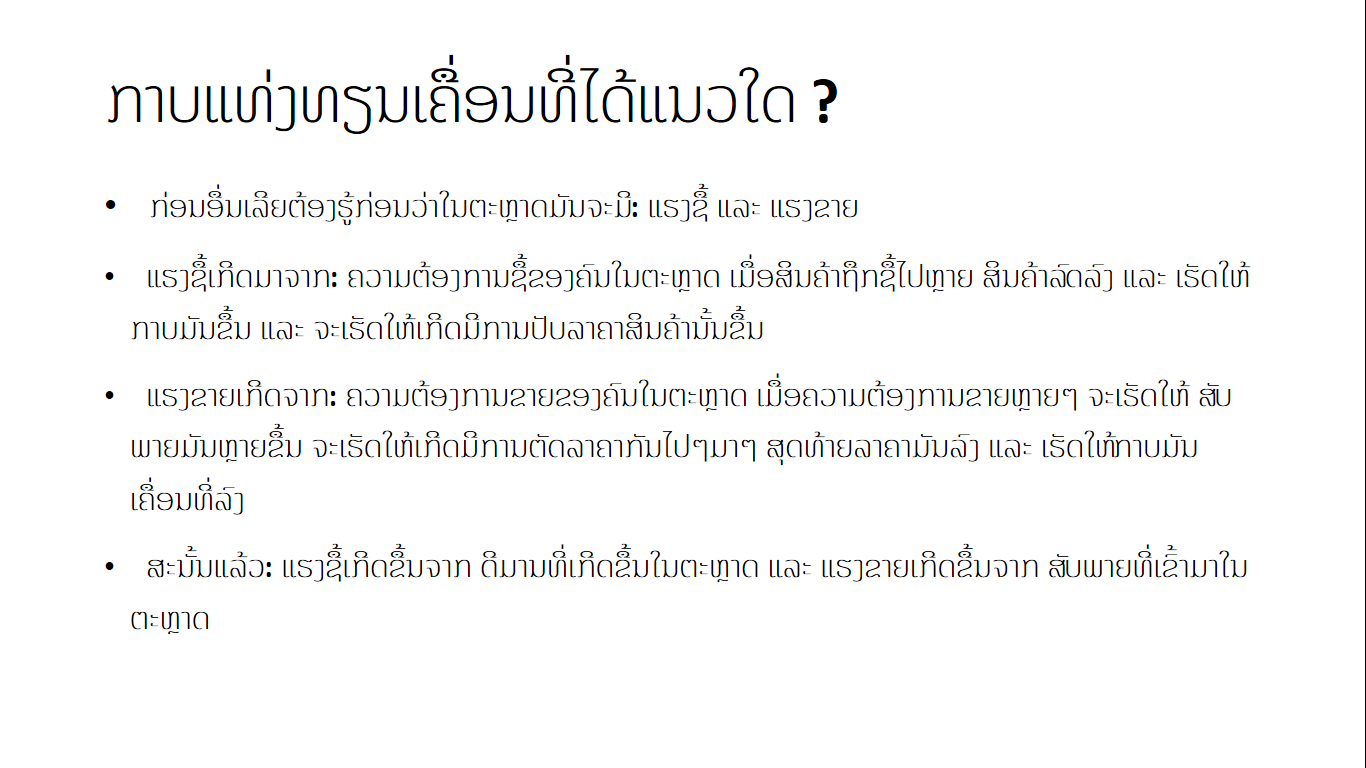 ກາບແທ່ງທຽນເຄື່ອນທີ່ໄດ້ແນວໃດ ?
• ກ່ອນອື່ນເລີຍຕ້ອງຮູ້ກ່ອນວ່າໃນຕະຫຼາດມັນຈະມີ: ແຮງຊື້ ແລະ ແຮງຂາຍ
• ແຮງຊື້ເກີດມາຈາກ: ຄວາມຕ້ອງການຊື້ຂອງຄົນໃນຕະຫຼາດ ເມື່ອສິນຄ້າຖືກຊື້ໄປຫຼາຍ ສິນຄ້າລົດລົງ ແລະ ເຮັດໃຫ້
ກາບມັນຂຶ້ນ ແລະ ຈະເຮັດໃຫ້ເກີດມີການປັບລາຄາສິນຄ້ານັ້ນຂຶ້ນ
• ແຮງຂາຍເກີດຈາກ: ຄວາມຕ້ອງການຂາຍຂອງຄົນໃນຕະຫຼາດ ເມື່ອຄວາມຕ້ອງການຂາຍຫຼາຍໆ ຈະເຮັດໃຫ້ ສັບ
ພາຍມັນຫຼາຍຂຶ້ນ ຈະເຮັດໃຫ້ເກີດມີການຕັດລາຄາກັນໄປໆມາໆ ສຸດທ້າຍລາຄາມັນລົງ ແລະ ເຮັດໃຫ້ກາບມັນ
ເຄື່ອນທີ່ລົງ
• ສະນັ້ນແລ້ວ: ແຮງຊື້ເກີດຂຶ້ນຈາກ ດີມານທີ່ເກີດຂຶ້ນໃນຕະຫຼາດ ແລະ ແຮງຂາຍເກີດຂຶ້ນຈາກ ສັບພາຍທີ່ເຂົ້າມາໃນ
ຕະຫຼາດ